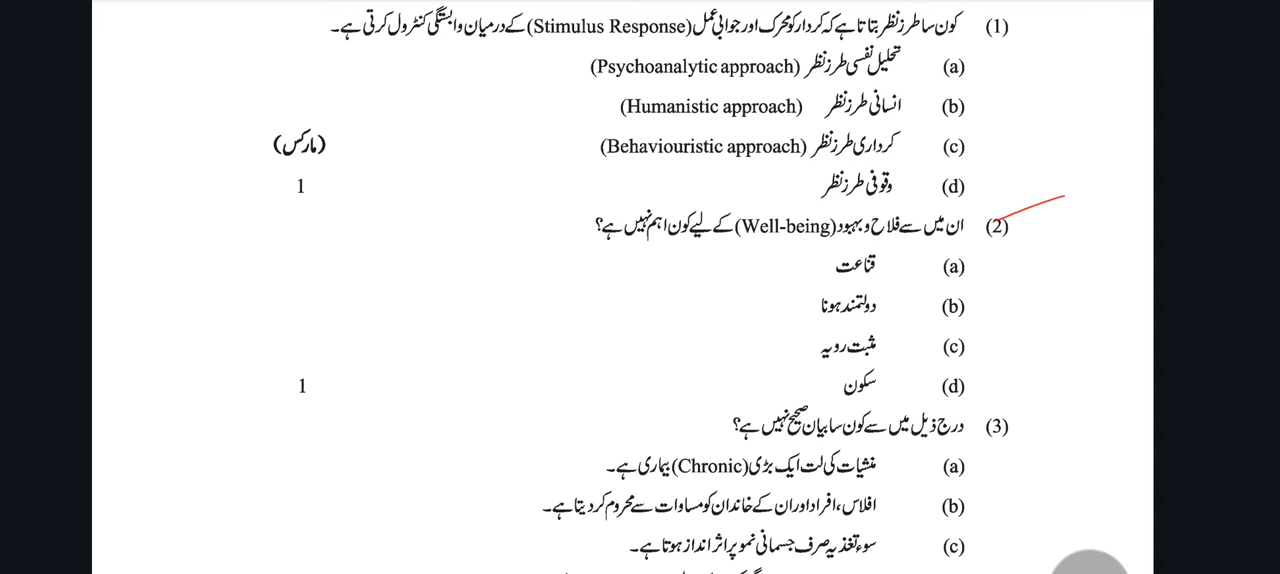 (1) کون سا طرز نظر بتاتا ہے کہ کردار کو محرک اور جوابی عمل (Stimulus Response) کے درمیان وابستگی کنٹرول کرتی ہے۔
(a) تحلیل نفسی طرز نظر (Psychoanalytic approach)
(b) انسانی طرز نظر (Humanistic approach)
(c) کرداری طرز نظر (Behaviouristic approach) (مارکس)
(d) وقوفی طرز نظر 1
(2) ان میں سے فلاح و بہبود (Well-being) کے لیے کون اہم نہیں ہے؟
(a) قناعت
(b) دولتمند ہونا
(c) مثبت رویہ
(d) سکون 1
(3) درج ذیل میں سے کون سا بیان صحیح نہیں ہے؟
(a) منشیات کی لت ایک بڑی (Chronic) بیماری ہے۔
(b) افلاس، افراد اور ان کے خاندان کو مساوات سے محروم کر دیتا ہے۔
(c) سوء تغذیہ صرف جسمانی نمو پر اثر انداز ہوتا ہے۔